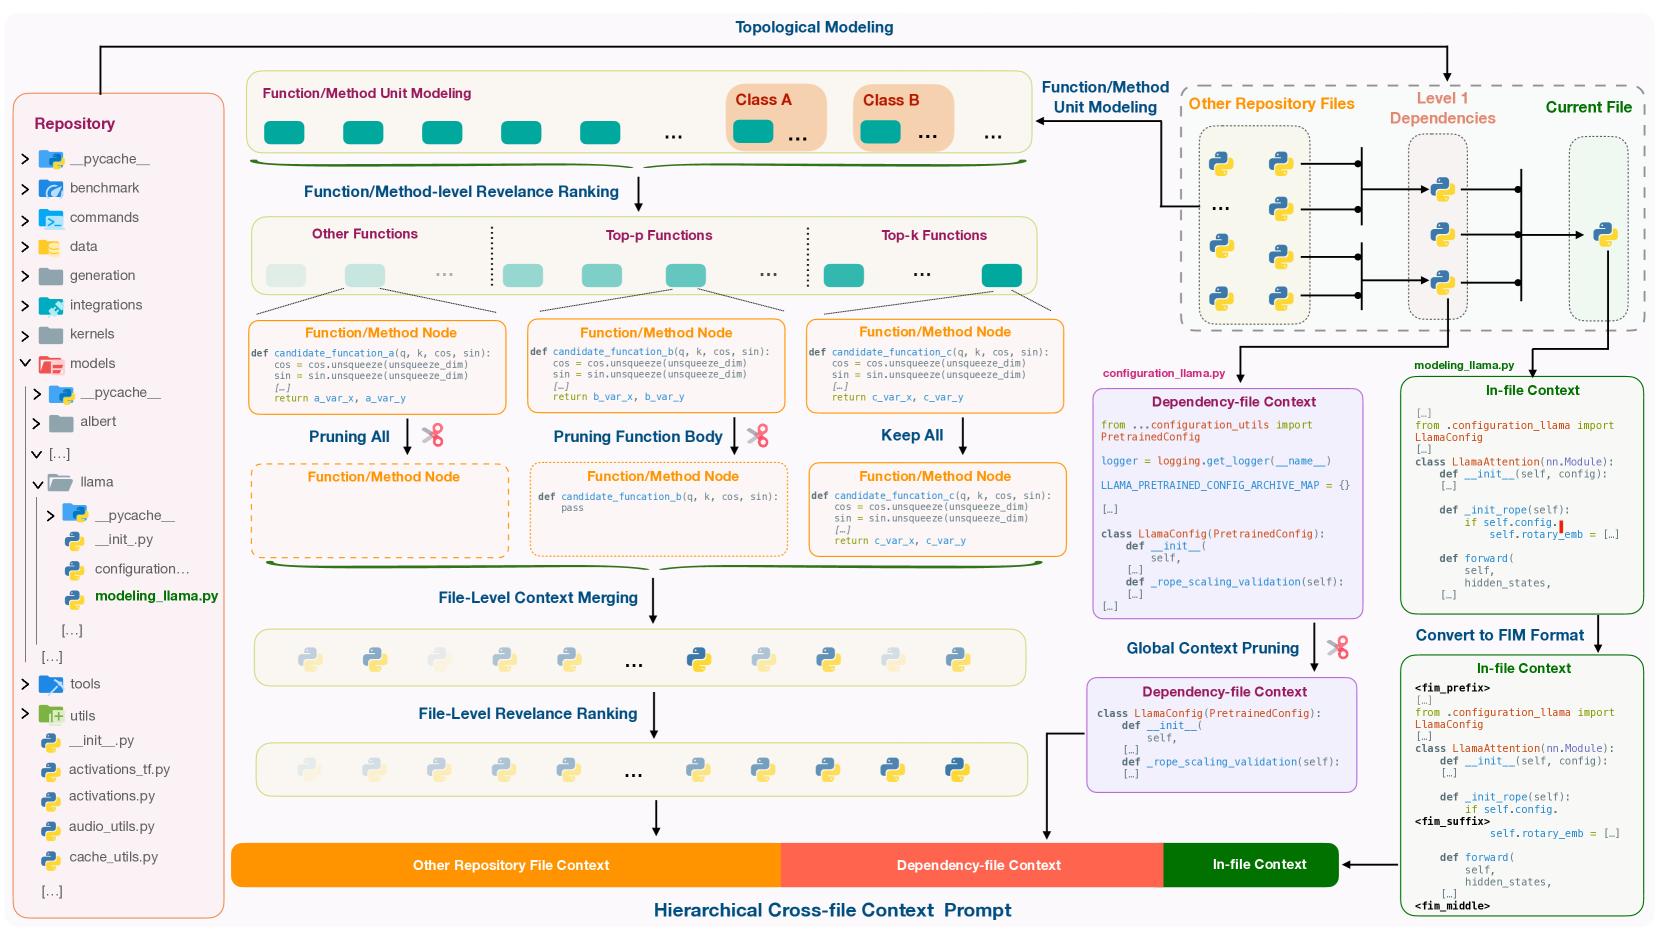 Topological Modeling
Repository
__pycache__
benchmark
commands
data
generation
integrations
kernels
models
__pycache__
albert
[...]
llama
__pycache__
__init_.py
configuration...
modeling_llama.py
[...]
[...]
tools
utils
__init__.py
activations_tf.py
activations.py
audio_utils.py
cache_utils.py
[...]
Function/Method Unit Modeling
...
Class A
...
Class B
...
...
Function/Method
Unit Modeling
Other Repository Files
...
Level 1
Dependencies
Current File
Function/Method-level Revelance Ranking
Other Functions
...
Top-p Functions
...
Top-k Functions
...
Function/Method Node
def candidate_funcation_a(q, k, cos, sin):
cos = cos.unsqueeze(unsqueeze_dim)
sin = sin.unsqueeze(unsqueeze_dim)
[…]
return a_var_x, a_var_y
Function/Method Node
def candidate_funcation_b(q, k, cos, sin):
cos = cos.unsqueeze(unsqueeze_dim)
sin = sin.unsqueeze(unsqueeze_dim)
[…]
return b_var_x, b_var_y
Function/Method Node
def candidate_funcation_c(q, k, cos, sin):
cos = cos.unsqueeze(unsqueeze_dim)
sin = sin.unsqueeze(unsqueeze_dim)
[…]
return c_var_x, c_var_y
Pruning All
Pruning Function Body
Keep All
Function/Method Node
Function/Method Node
def candidate_funcation_b(q, k, cos, sin):
pass
Function/Method Node
def candidate_funcation_c(q, k, cos, sin):
cos = cos.unsqueeze(unsqueeze_dim)
sin = sin.unsqueeze(unsqueeze_dim)
[…]
return c_var_x, c_var_y
File-Level Context Merging
...
File-Level Revelance Ranking
...
configuration_llama.py
Dependency-file Context
from ...configuration_utils import
PretrainedConfig
logger = logging.get_logger(__name__)
LLAMA_PRETRAINED_CONFIG_ARCHIVE_MAP = {}
[…]
class LlamaConfig(PretrainedConfig):
def __init__(
self,
[…]
def _rope_scaling_validation(self):
[…]
[…]
Global Context Pruning
Dependency-file Context
class LlamaConfig(PretrainedConfig):
def __init__(
self,
[…]
def _rope_scaling_validation(self):
[…]
modeling_llama.py
In-file Context
[…]
from .configuration_llama import
LlamaConfig
[…]
class LlamaAttention(nn.Module):
def __init__(self, config):
[…]
def _init_rope(self):
if self.config.
self.rotary_emb = […]
def forward(
self,
hidden_states,
[…]
Convert to FIM Format
In-file Context
<fim_prefix>
[…]
from .configuration_llama import
LlamaConfig
[…]
class LlamaAttention(nn.Module):
def __init__(self, config):
[…]
def _init_rope(self):
if self.config.
<fim_suffix>
self.rotary_emb = […]
def forward(
self,
hidden_states,
[…]
<fim_middle>
Other Repository File Context
Dependency-file Context
In-file Context
Hierarchical Cross-file Context Prompt